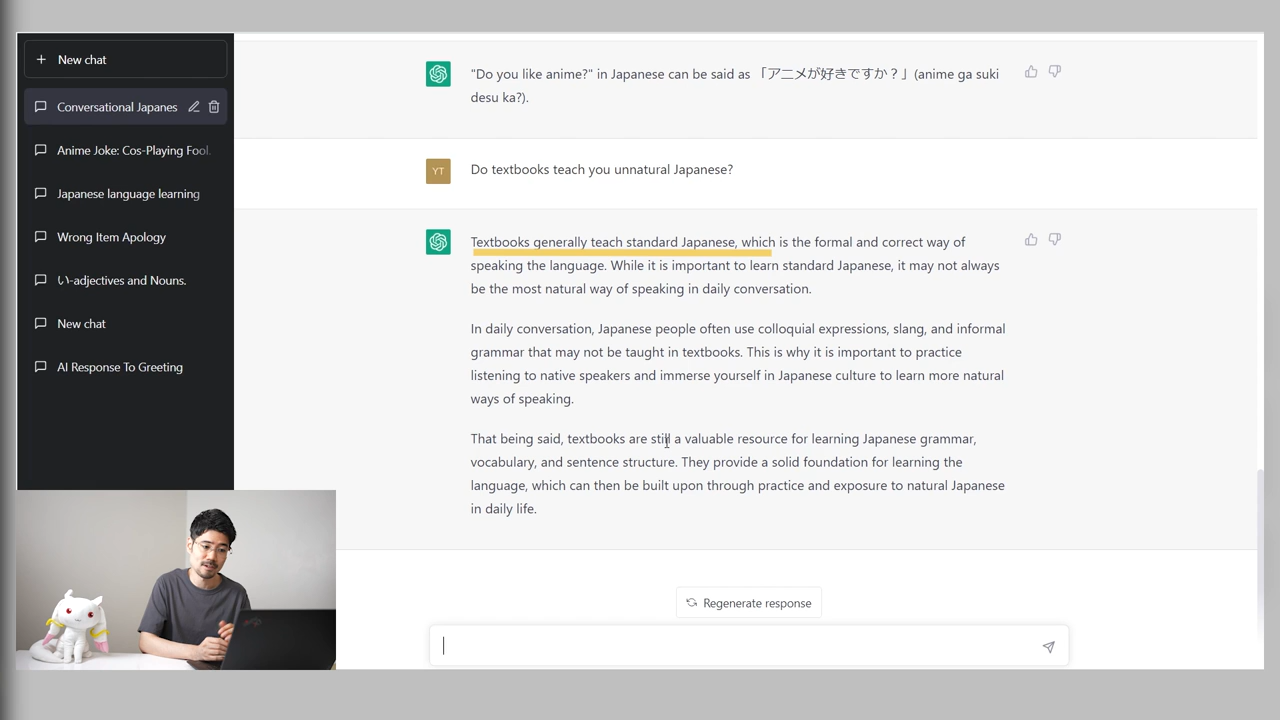 New chat
Conversational Japanes
Anime Joke: Cos-Playing Fool.
Japanese language learning
Wrong Item Apology
い-adjectives and Nouns.
New chat
AI Response To Greeting
"Do you like anime?" in Japanese can be said as 「アニメが好きですか？」(anime ga suki
desu ka?).
YT
Do textbooks teach you unnatural Japanese?
Textbooks generally teach standard Japanese, which is the formal and correct way of
speaking the language. While it is important to learn standard Japanese, it may not always
be the most natural way of speaking in daily conversation.
In daily conversation, Japanese people often use colloquial expressions, slang, and informal
grammar that may not be taught in textbooks. This is why it is important to practice
listening to native speakers and immerse yourself in Japanese culture to learn more natural
ways of speaking.
That being said, textbooks are still a valuable resource for learning Japanese grammar,
vocabulary, and sentence structure. They provide a solid foundation for learning the
language, which can then be built upon through practice and exposure to natural Japanese
in daily life.
Regenerate response